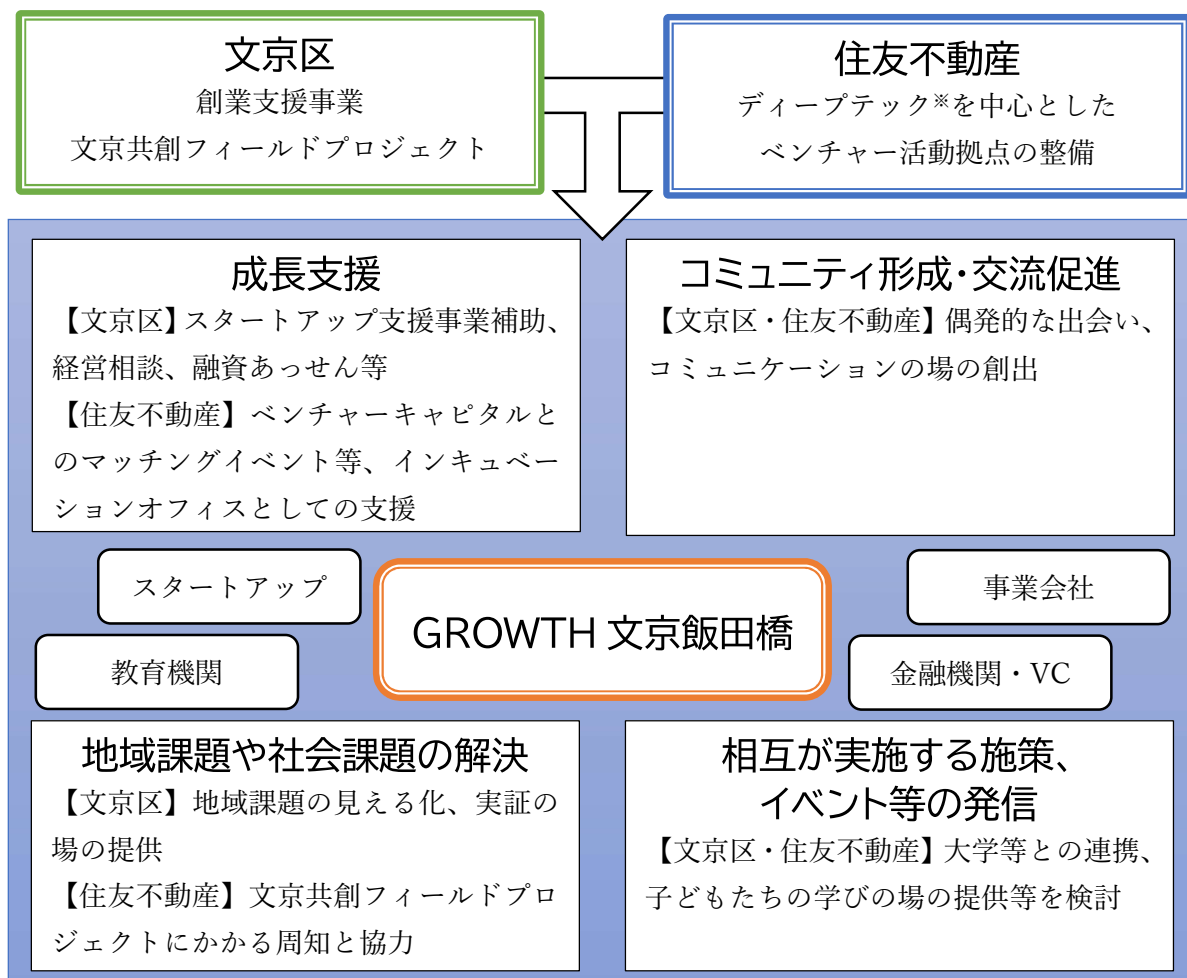 文京区
創業支援事業
文京共創フィールドプロジェクト
住友不動産
ディープテック※を中心とした
ベンチャー活動拠点の整備
成長支援
【文京区】スタートアップ支援事業補助、
経営相談、融資あっせん等
【住友不動産】ベンチャーキャピタルと
のマッチングイベント等、インキュベー
ションオフィスとしての支援
コミュニティ形成・交流促進
【文京区・住友不動産】偶発的な出会い、
コミュニケーションの場の創出
スタートアップ
教育機関
GROWTH 文京飯田橋
事業会社
金融機関・VC
地域課題や社会課題の解決
【文京区】地域課題の見える化、実証の
場の提供
【住友不動産】文京共創フィールドプロ
ジェクトにかかる周知と協力
相互が実施する施策、
イベント等の発信
【文京区・住友不動産】大学等との連携、
子どもたちの学びの場の提供等を検討